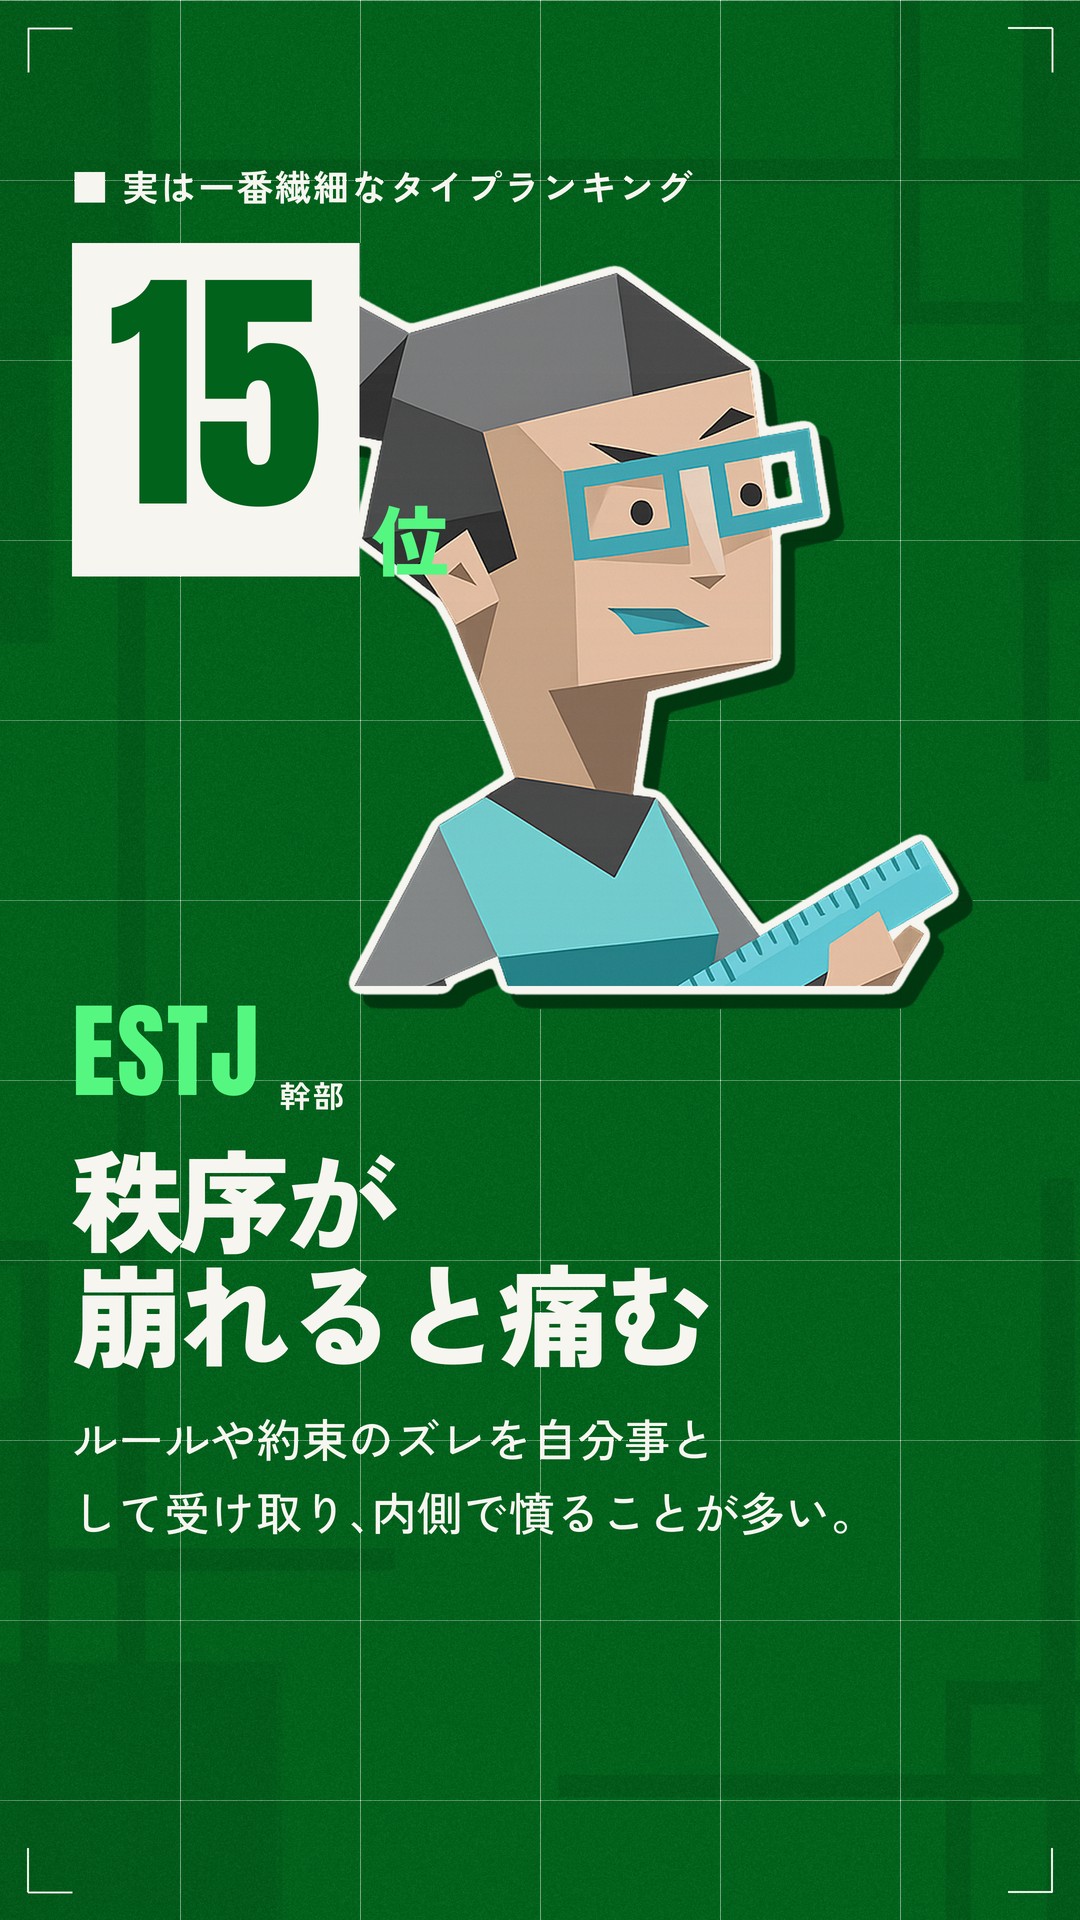 ■ 実は一番繊細なタイプランキング
15位
ESTJ 幹部
秩序が
崩れると痛む
ルールや約束のズレを自分事と
して受け取り、内側で憤ることが多い。